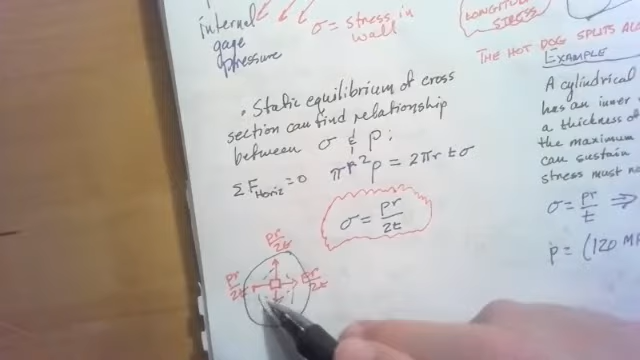 internal
gage
pressure
σ = stress in
wall
LONGITUDINAL
STRESS
THE HOT DOG SPLITS
• Static equilibrium of cross
section can find relationship
between σ & p:
ΣF_Horiz = 0  πr²p = 2πrtσ
σ = pr/2t
pr/2t
pr/2t
pr/2t
EXAMPLE
A cylindrical
has an inner
a thickness of
the maximum
can sustain
stress must
σ = pr/t ⇒
p = (120